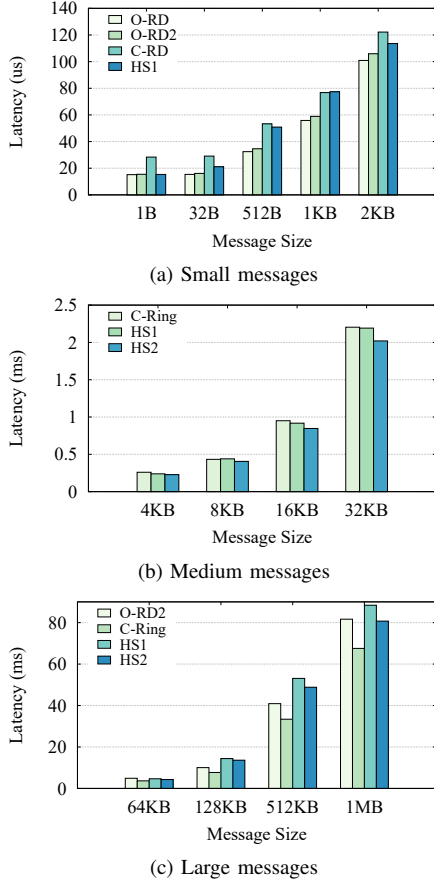 140
120
100
80
60
40
20
0
Latency (us)
O-RD
O-RD2
C-RD
HS1
1B 32B 512B 1KB 2KB
Message Size
(a) Small messages
2.5
2
1.5
1
0.5
0
Latency (ms)
C-Ring
HS1
HS2
4KB 8KB 16KB 32KB
Message Size
(b) Medium messages
80
60
40
20
0
Latency (ms)
O-RD2
C-Ring
HS1
HS2
64KB 128KB 512KB 1MB
Message Size
(c) Large messages